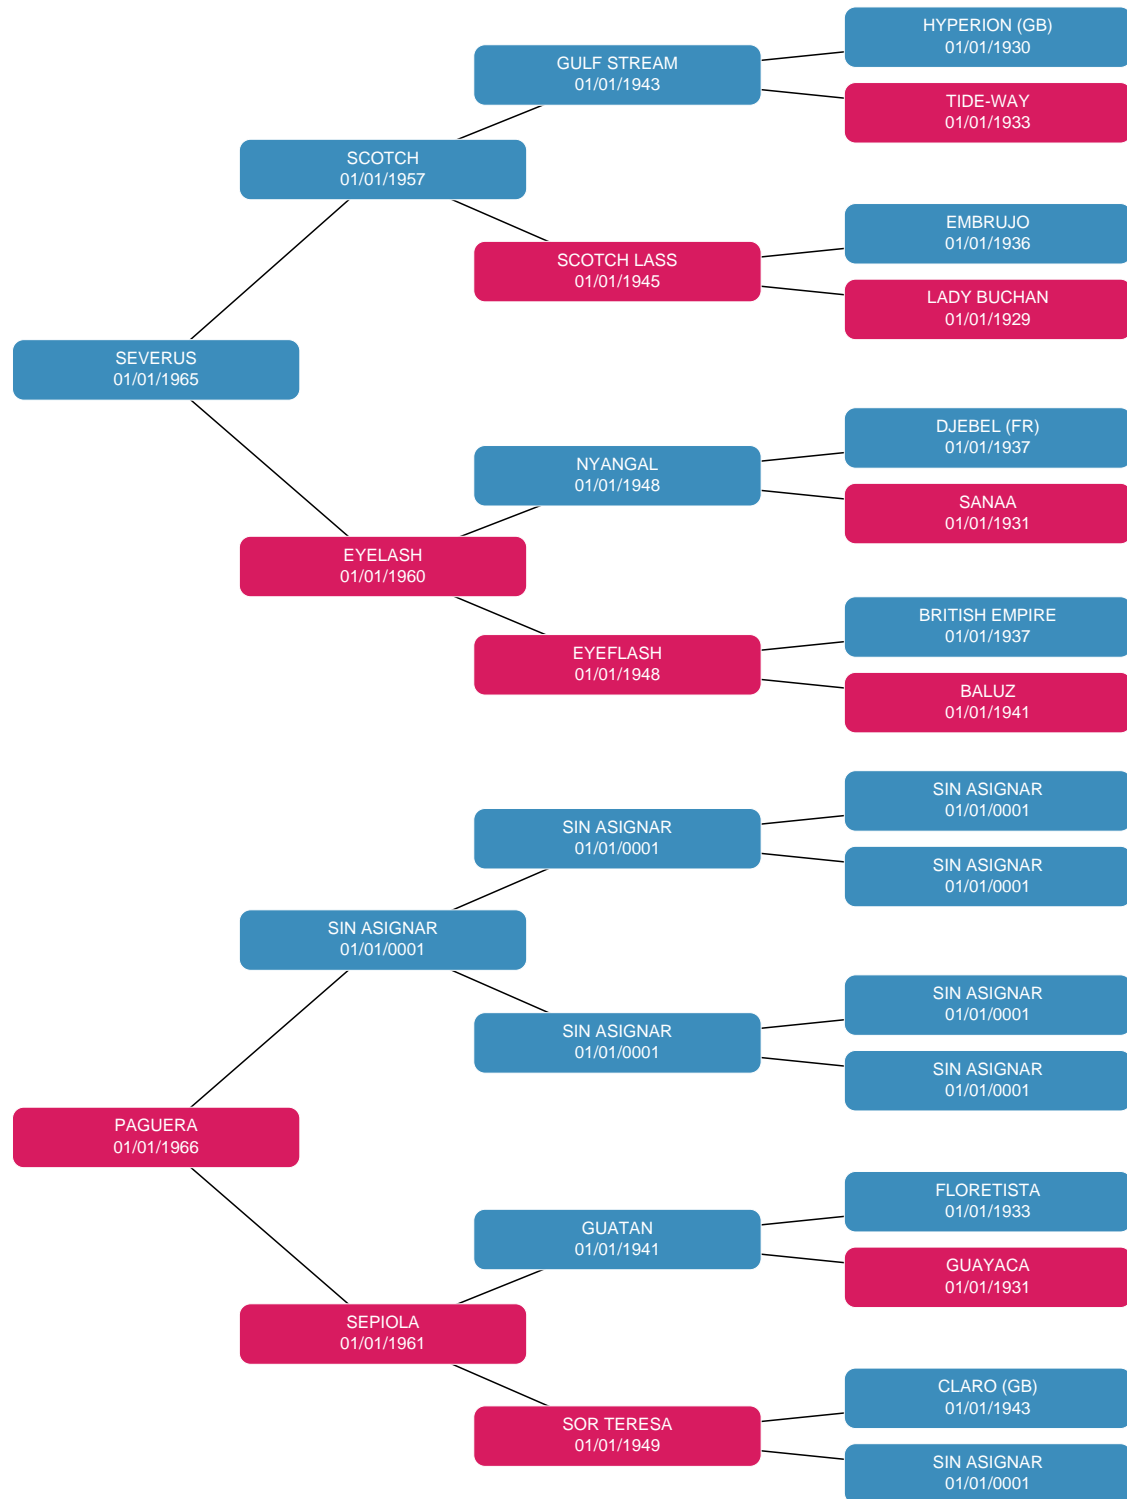 HYPERION (GB)
01/01/1930
GULF STREAM
01/01/1943
TIDE-WAY
01/01/1933
SCOTCH
01/01/1957
EMBRUJO
01/01/1936
SCOTCH LASS
01/01/1945
LADY BUCHAN
01/01/1929
SEVERUS
01/01/1965
DJEBEL (FR)
01/01/1937
NYANGAL
01/01/1948
SANAA
01/01/1931
EYELASH
01/01/1960
BRITISH EMPIRE
01/01/1937
EYEFLASH
01/01/1948
BALUZ
01/01/1941
SIN ASIGNAR
01/01/0001
SIN ASIGNAR
01/01/0001
SIN ASIGNAR
01/01/0001
SIN ASIGNAR
01/01/0001
SIN ASIGNAR
01/01/0001
SIN ASIGNAR
01/01/0001
SIN ASIGNAR
01/01/0001
PAGUERA
01/01/1966
FLORETISTA
01/01/1933
GUATAN
01/01/1941
GUAYACA
01/01/1931
SEPIOLA
01/01/1961
CLARO (GB)
01/01/1943
SOR TERESA
01/01/1949
SIN ASIGNAR
01/01/0001